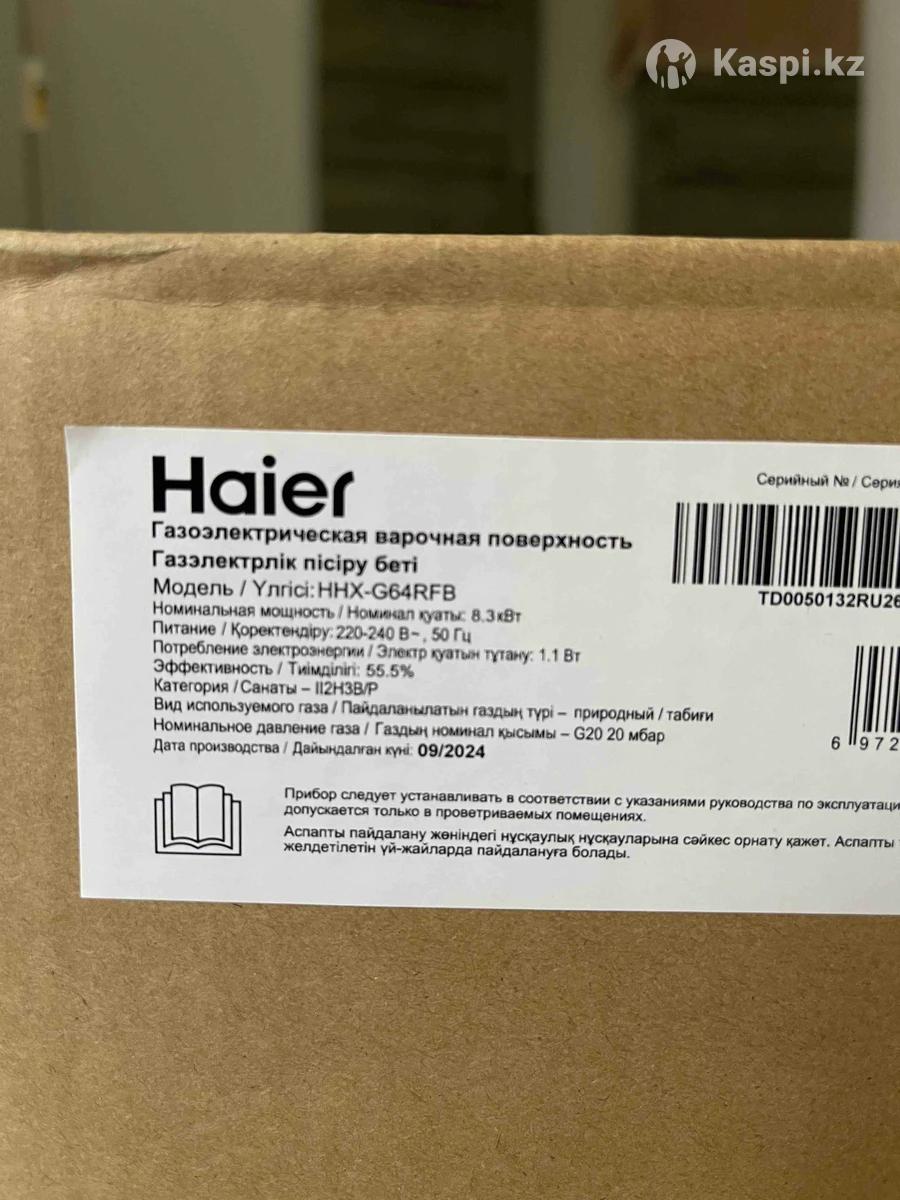 Kaspi.kz
Haier
Газоэлектрическая варочная поверхность
Газэлектрлік пісіру беті
Модель / Үлгісі: HHX-G64RFB
Номинальная мощность / Номинал қуаты: 8.3 кВт
Питание / Қоректендіру: 220-240 В~, 50 Гц
Потребление электроэнергии / Электр қуатын тұтану: 1.1 Вт
Эффективность / Тиімділігі: 55.5%
Категория / Санаты – II2H3B/P
Вид используемого газа / Пайдаланылатын газдың түрі – природный / табиғи
Номинальное давление газа / Газдың номинал қысымы – G20 20 мбар
Дата производства / Дайындалған күні: 09/2024
Серийный № / Серия
TD0050132RU26
6 972
Прибор следует устанавливать в соответствии с указаниями руководства по эксплуатаци
допускается только в проветриваемых помещениях.
Аспапты пайдалану жөніндегі нұсқаулық нұсқауларына сәйкес орнату қажет. Аспапты
желдетілетін үй-жайларда пайдалануға болады.